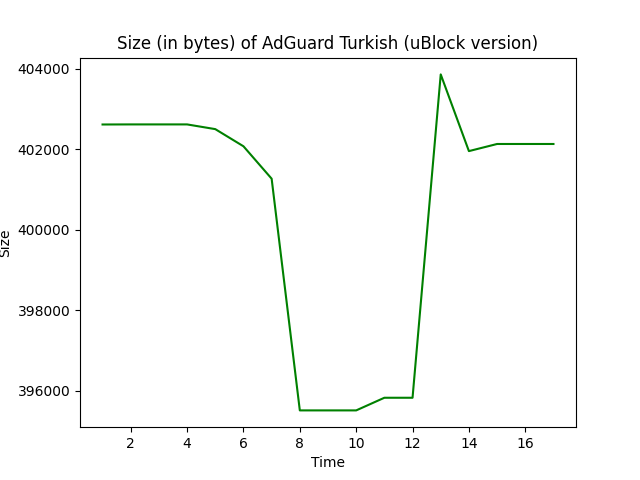 Size (in bytes) of AdGuard Turkish (uBlock version)
404000
402000
400000
398000
396000
Size
2 4 6 8 10 12 14 16
Time